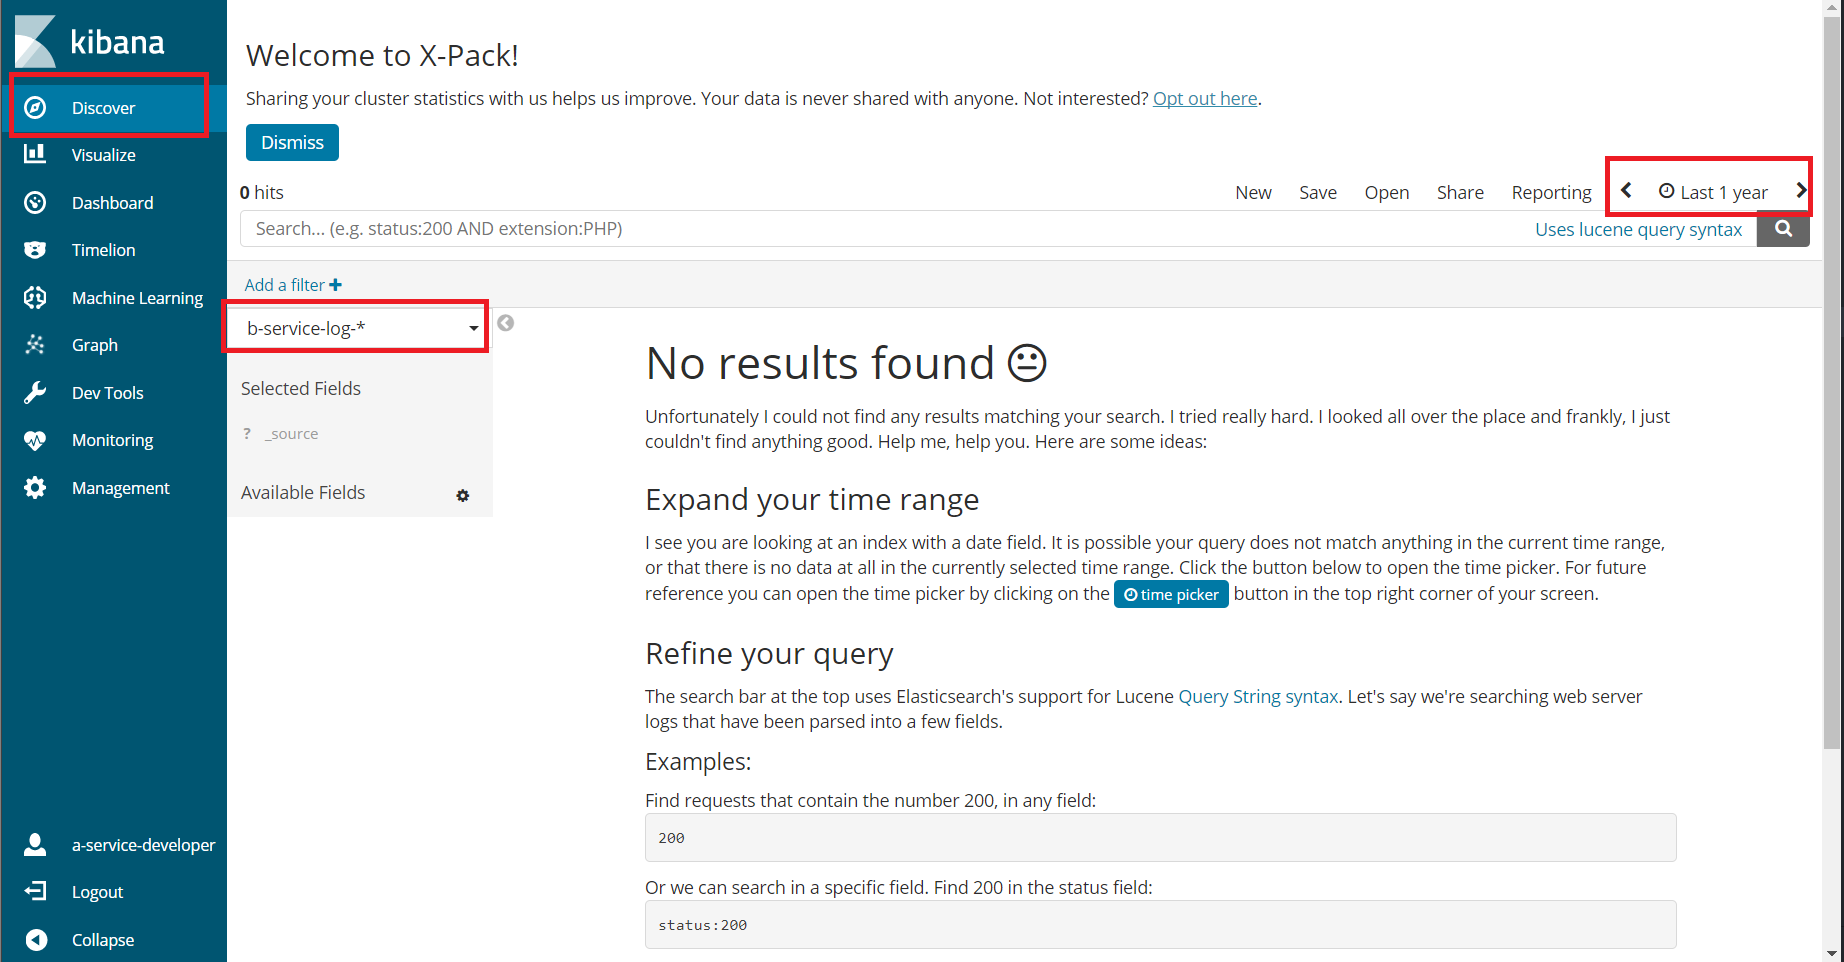 kibana
Discover
Visualize
Dashboard
Timelion
Machine Learning
Graph
Dev Tools
Monitoring
Management
a-service-developer
Logout
Collapse
Welcome to X-Pack!
Sharing your cluster statistics with us helps us improve. Your data is never shared with anyone. Not interested? Opt out here.
Dismiss
0 hits
New Save Open Share Reporting Last 1 year
Search... (e.g. status:200 AND extension:PHP) Uses lucene query syntax
Add a filter +
b-service-log-*
Selected Fields
? _source
Available Fields
No results found
Unfortunately I could not find any results matching your search. I tried really hard. I looked all over the place and frankly, I just
couldn't find anything good. Help me, help you. Here are some ideas:
Expand your time range
I see you are looking at an index with a date field. It is possible your query does not match anything in the current time range,
or that there is no data at all in the currently selected time range. Click the button below to open the time picker. For future
reference you can open the time picker by clicking on the time picker button in the top right corner of your screen.
Refine your query
The search bar at the top uses Elasticsearch's support for Lucene Query String syntax. Let's say we're searching web server
logs that have been parsed into a few fields.
Examples:
Find requests that contain the number 200, in any field:
200
Or we can search in a specific field. Find 200 in the status field:
status:200